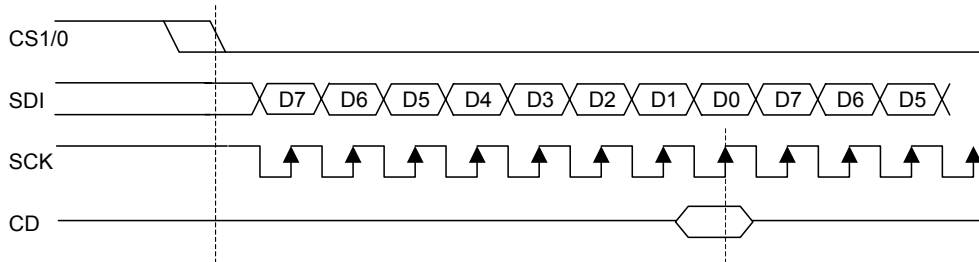 CS1/0
SDI D7 D6 D5 D4 D3 D2 D1 D0 D7 D6 D5
SCK
CD